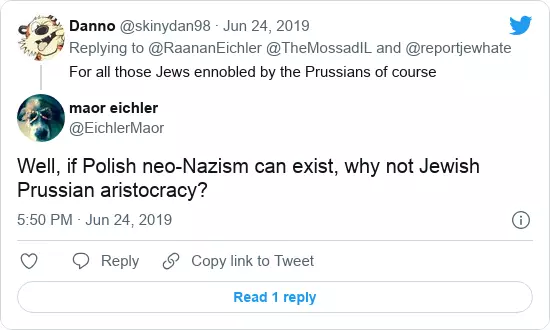 Danno @skinydan98 · Jun 24, 2019
Replying to @RaananEichler @TheMossadIL and @reportjewhate
For all those Jews ennobled by the Prussians of course
maor eichler
@EichlerMaor
Well, if Polish neo-Nazism can exist, why not Jewish
Prussian aristocracy?
5:50 PM · Jun 24, 2019
Reply Copy link to Tweet
Read 1 reply